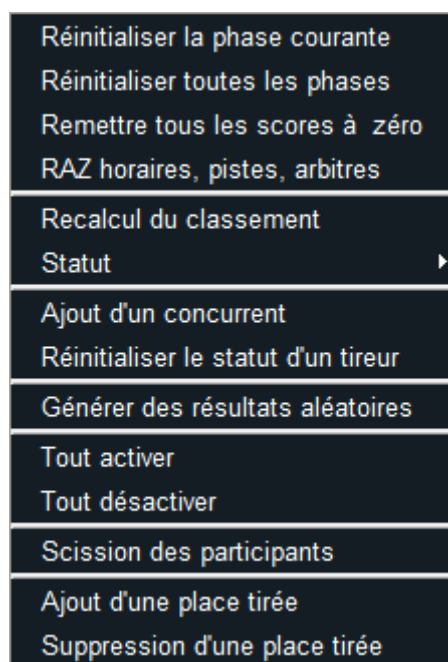 Réinitialiser la phase courante
Réinitialiser toutes les phases
Remettre tous les scores à zéro
RAZ horaires, pistes, arbitres
Recalcul du classement
Statut
Ajout d'un concurrent
Réinitialiser le statut d'un tireur
Générer des résultats aléatoires
Tout activer
Tout désactiver
Scission des participants
Ajout d'une place tirée
Suppression d'une place tirée